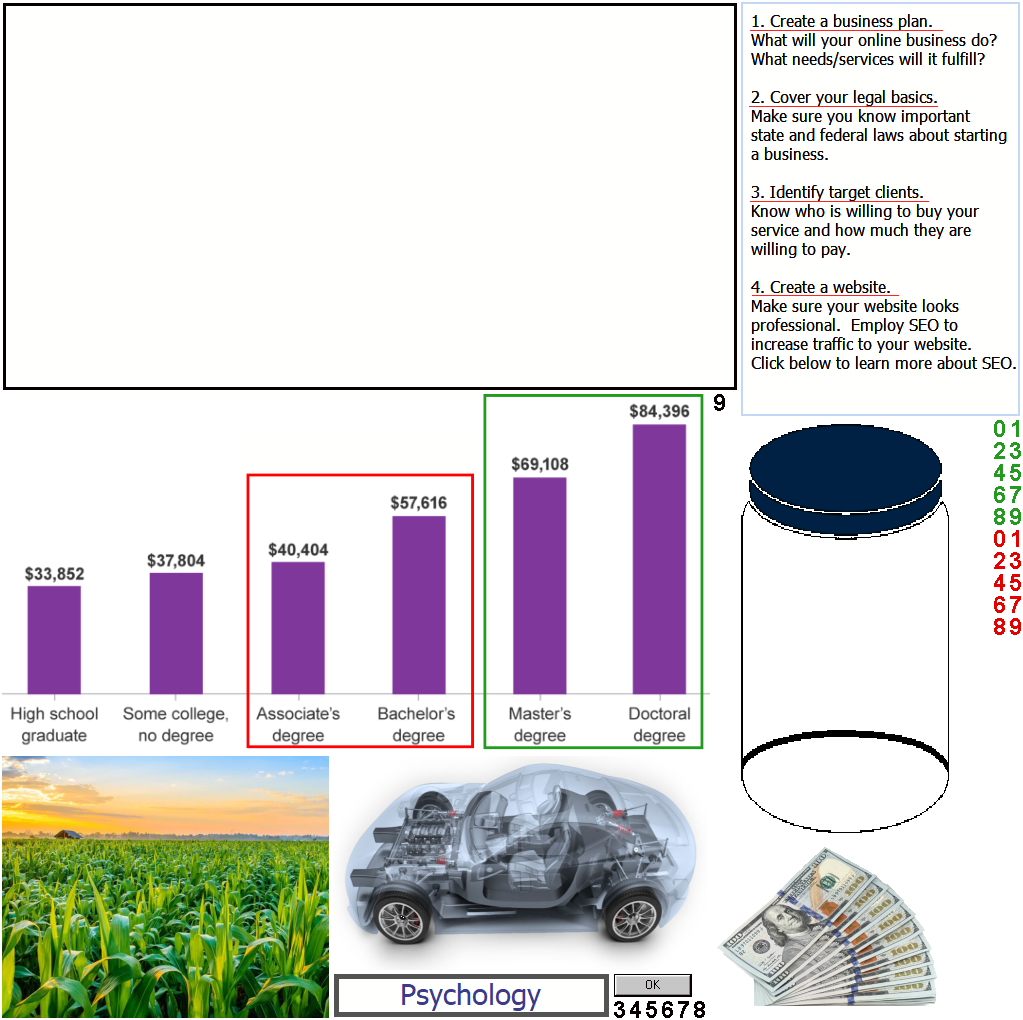 1. Create a business plan.
What will your online business do?
What needs/services will it fulfill?
2. Cover your legal basics.
Make sure you know important
state and federal laws about starting
a business.
3. Identify target clients.
Know who is willing to buy your
service and how much they are
willing to pay.
4. Create a website.
Make sure your website looks
professional.  Employ SEO to
increase traffic to your website.
Click below to learn more about SEO.
9
$84,396
$69,108
$57,616
$40,404
$37,804
$33,852
High school
graduate
Some college,
no degree
Associate's
degree
Bachelor's
degree
Master's
degree
Doctoral
degree
0 1
2 3
4 5
6 7
8 9
0 1
2 3
4 5
6 7
8 9
100
100
100
100
100
Psychology
OK
3 4 5 6 7 8